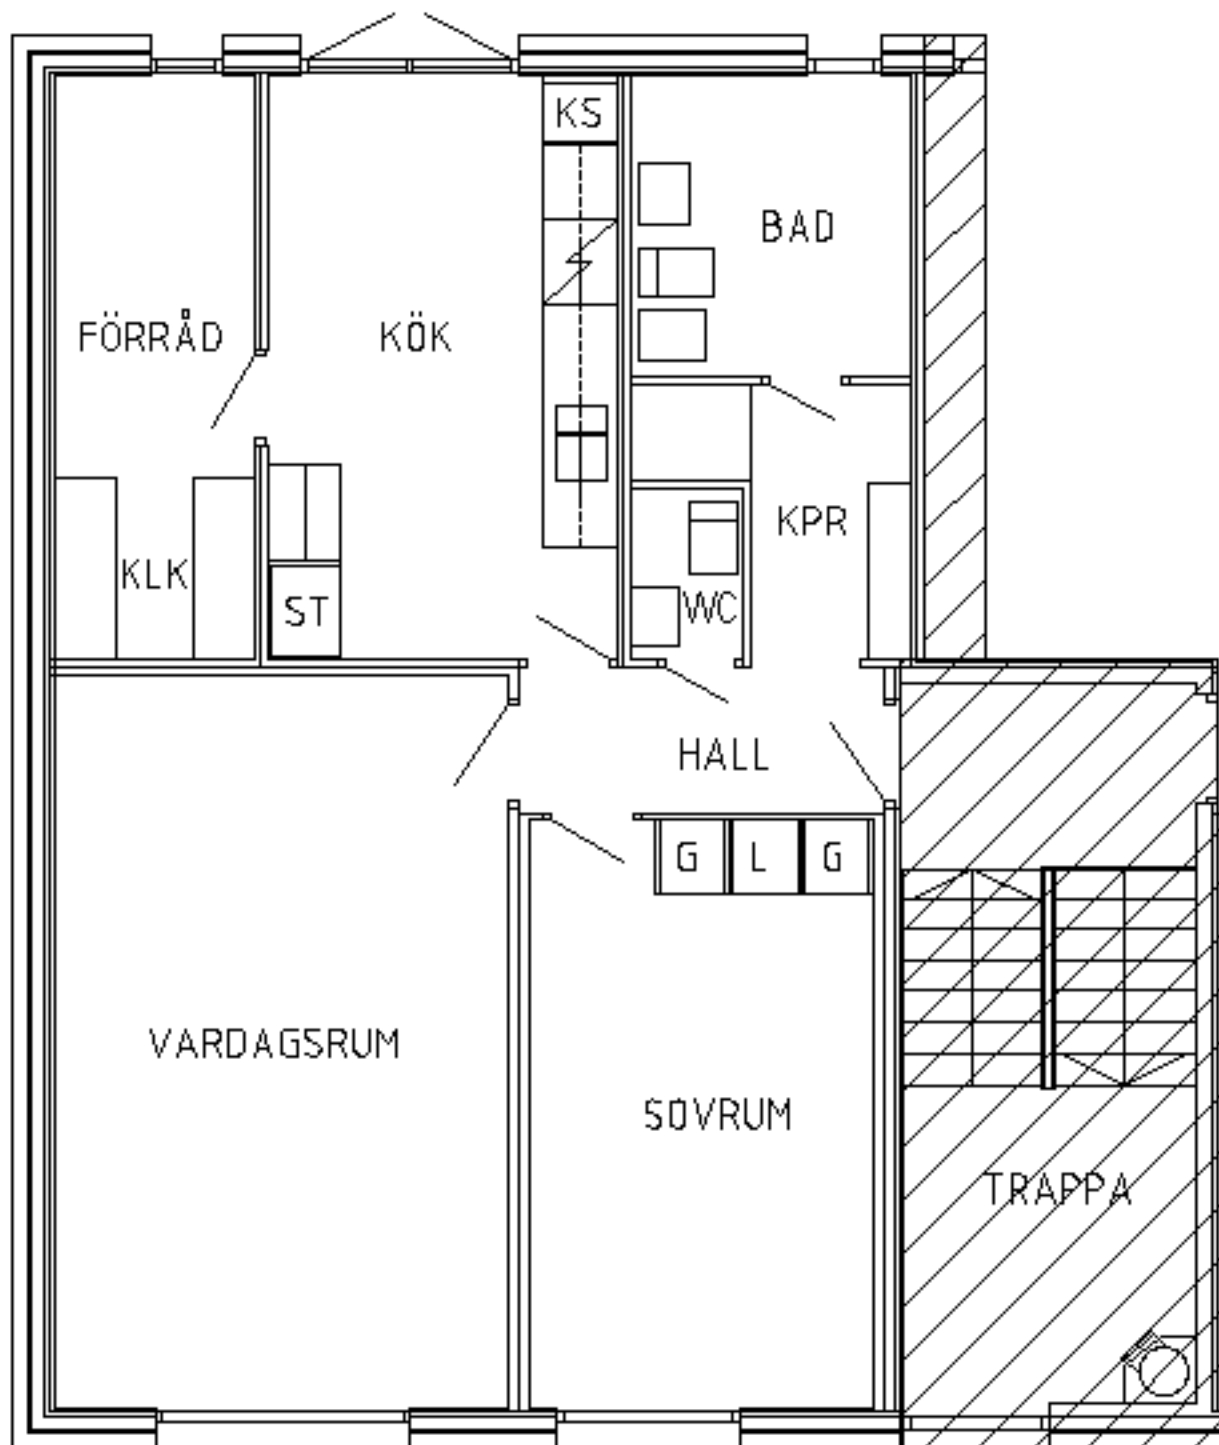 KS
BAD
FÖRRÅD
KÖK
KPR
KLK
ST
WC
HALL
G
L
G
VARDAGSRUM
SOVRUM
TRAPPA